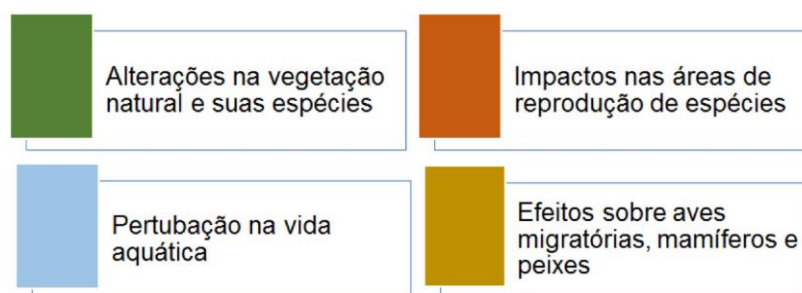 Alterações na vegetação
natural e suas espécies
Impactos nas áreas de
reprodução de espécies
Pertubação na vida
aquática
Efeitos sobre aves
migratórias, mamíferos e
peixes